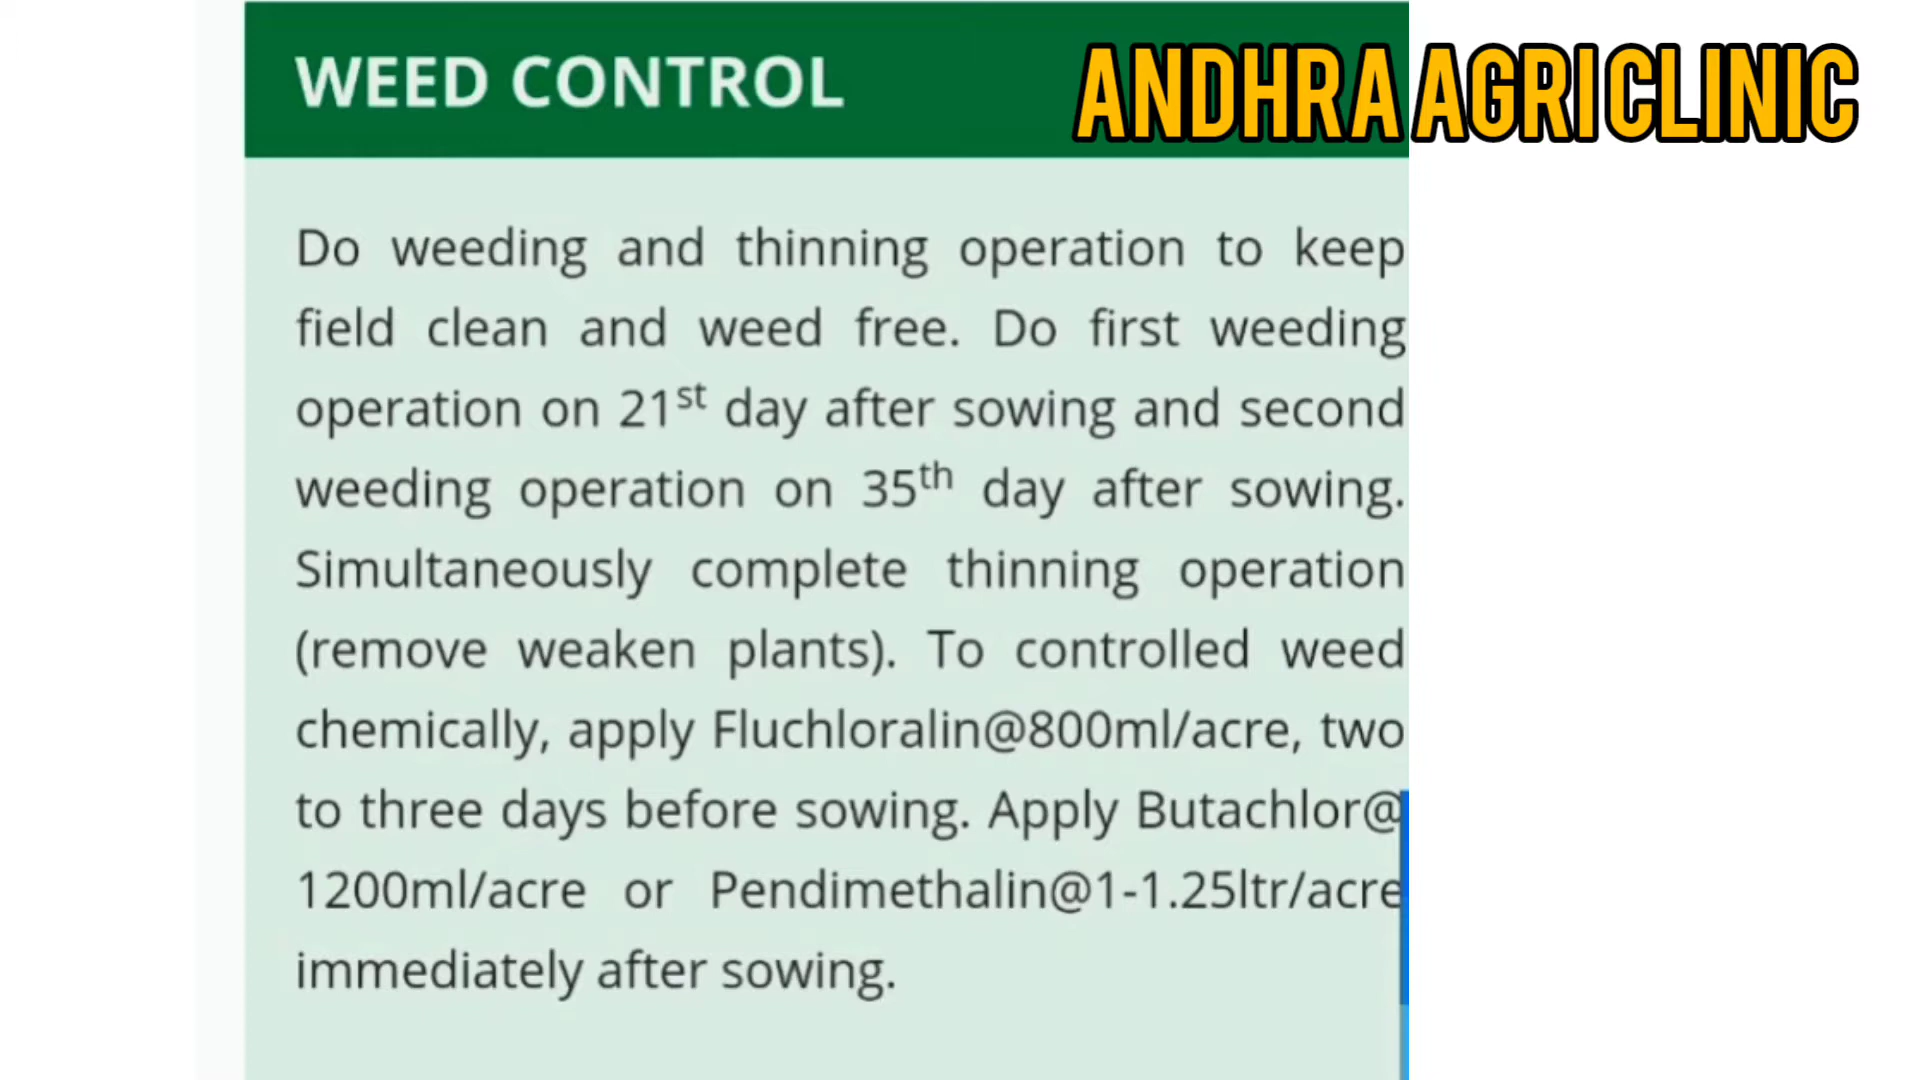 WEED CONTROL
ANDHRA AGRI CLINIC
Do weeding and thinning operation to keep
field clean and weed free. Do first weeding
operation on 21st day after sowing and second
weeding operation on 35th day after sowing.
Simultaneously complete thinning operation
(remove weaken plants). To controlled weed
chemically, apply Fluchloralin@800ml/acre, two
to three days before sowing. Apply Butachlor@
1200ml/acre or Pendimethalin@1-1.25ltr/acre
immediately after sowing.